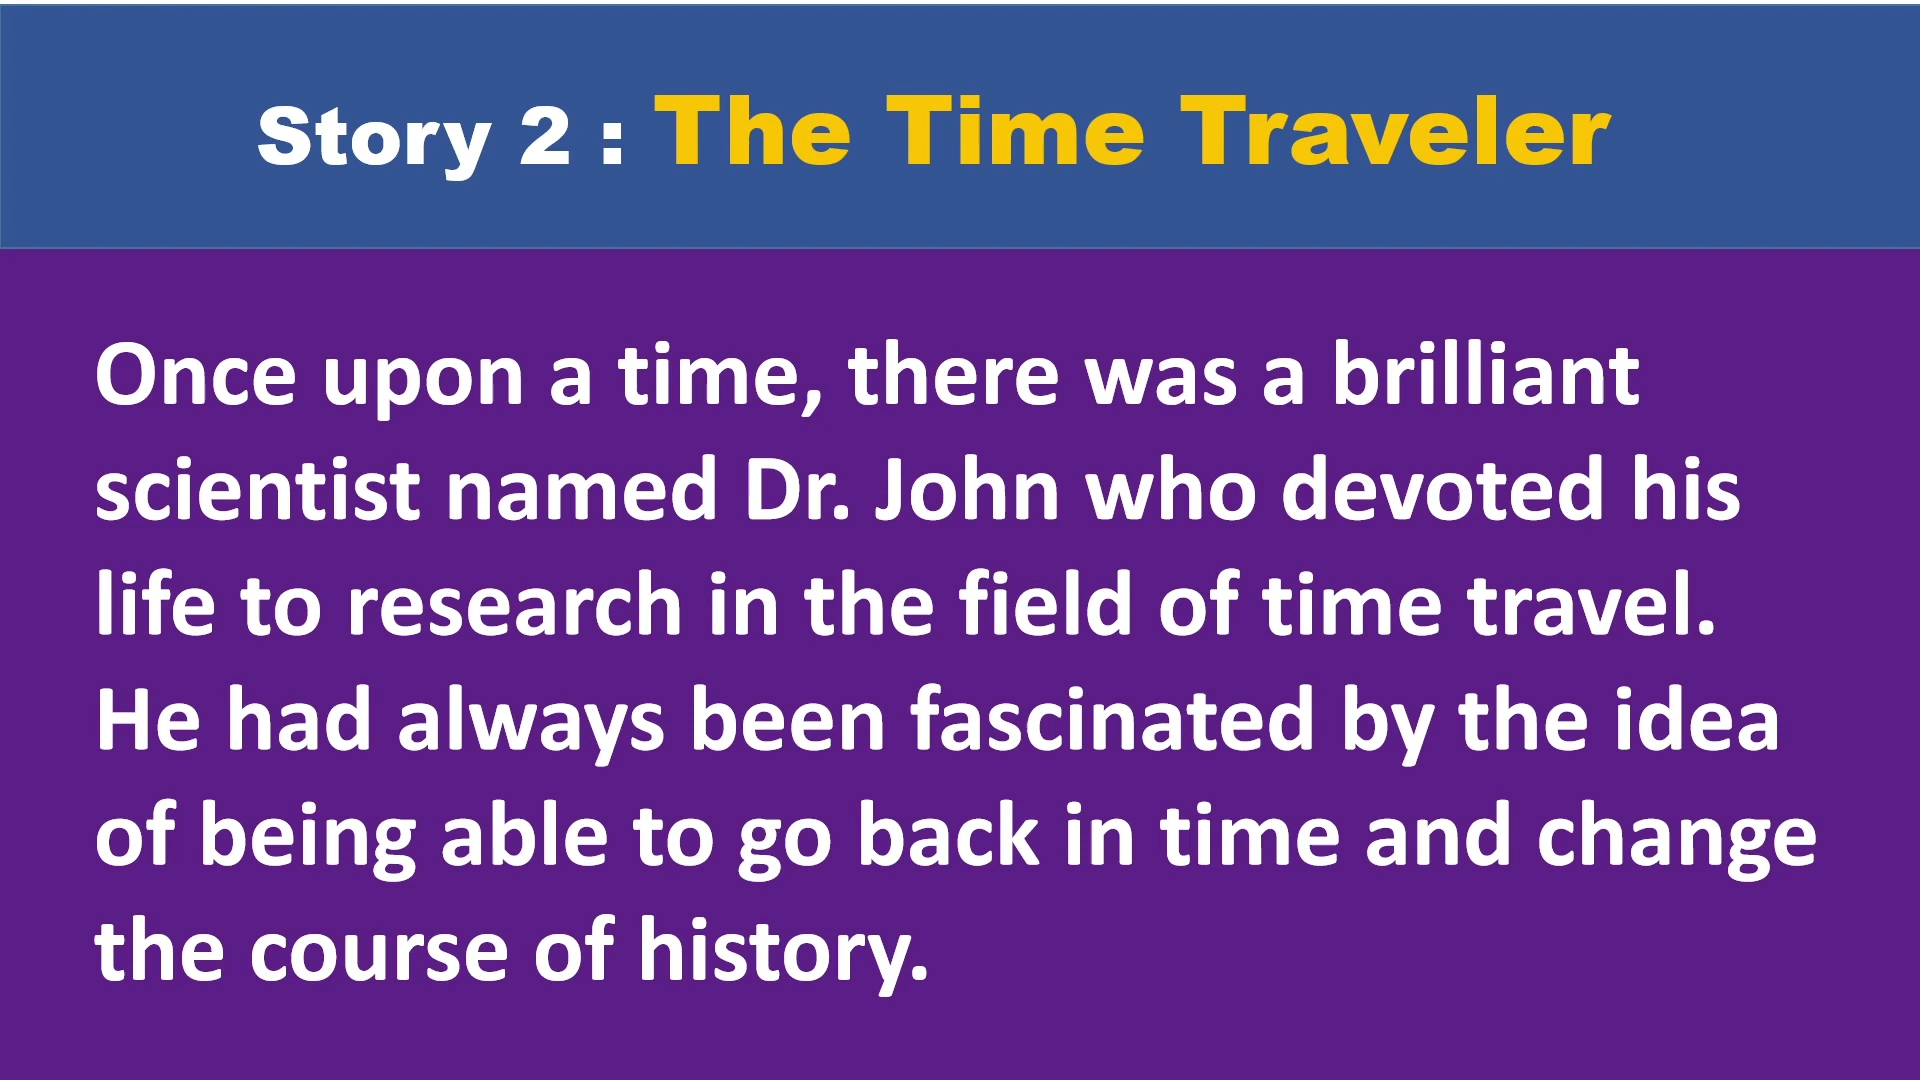 Story 2 : The Time Traveler
Once upon a time, there was a brilliant
scientist named Dr. John who devoted his
life to research in the field of time travel.
He had always been fascinated by the idea
of being able to go back in time and change
the course of history.